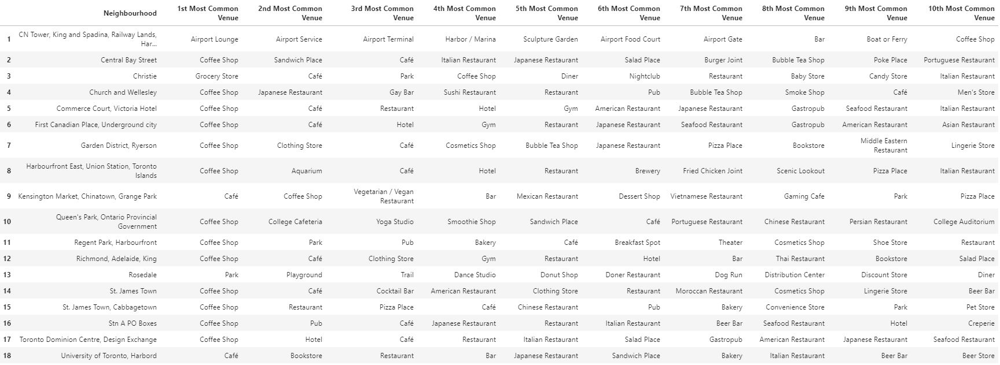 Neighbourhood 1st Most Common Venue 2nd Most Common Venue 3rd Most Common Venue 4th Most Common Venue 5th Most Common Venue 6th Most Common Venue 7th Most Common Venue 8th Most Common Venue 9th Most Common Venue 10th Most Common Venue
1 CN Tower, King and Spadina, Railway Lands, Har... Airport Lounge Airport Service Airport Terminal Harbor / Marina Sculpture Garden Airport Food Court Airport Gate Bar Boat or Ferry Coffee Shop
2 Central Bay Street Coffee Shop Sandwich Place Café Italian Restaurant Japanese Restaurant Salad Place Burger Joint Bubble Tea Shop Poke Place Portuguese Restaurant
3 Christie Grocery Store Café Park Coffee Shop Diner Nightclub Restaurant Baby Store Candy Store Italian Restaurant
4 Church and Wellesley Coffee Shop Japanese Restaurant Gay Bar Sushi Restaurant Restaurant Pub Bubble Tea Shop Smoke Shop Café Men's Store
5 Commerce Court, Victoria Hotel Coffee Shop Café Restaurant Hotel Gym American Restaurant Japanese Restaurant Gastropub Seafood Restaurant Italian Restaurant
6 First Canadian Place, Underground city Coffee Shop Café Hotel Gym Restaurant Japanese Restaurant Seafood Restaurant Gastropub American Restaurant Asian Restaurant
7 Garden District, Ryerson Coffee Shop Clothing Store Café Cosmetics Shop Bubble Tea Shop Japanese Restaurant Pizza Place Bookstore Middle Eastern Restaurant Lingerie Store
8 Harbourfront East, Union Station, Toronto Islands Coffee Shop Aquarium Café Hotel Restaurant Brewery Fried Chicken Joint Scenic Lookout Pizza Place Italian Restaurant
9 Kensington Market, Chinatown, Grange Park Café Coffee Shop Vegetarian / Vegan Restaurant Bar Mexican Restaurant Dessert Shop Vietnamese Restaurant Gaming Cafe Park Pizza Place
10 Queen's Park, Ontario Provincial Government Coffee Shop College Cafeteria Yoga Studio Smoothie Shop Sandwich Place Café Portuguese Restaurant Chinese Restaurant Persian Restaurant College Auditorium
11 Regent Park, Harbourfront Coffee Shop Park Pub Bakery Café Breakfast Spot Theater Cosmetics Shop Shoe Store Restaurant
12 Richmond, Adelaide, King Coffee Shop Café Clothing Store Gym Restaurant Hotel Bar Thai Restaurant Bookstore Salad Place
13 Rosedale Park Playground Trail Dance Studio Donut Shop Doner Restaurant Dog Run Distribution Center Discount Store Diner
14 St. James Town Coffee Shop Café Cocktail Bar American Restaurant Clothing Store Restaurant Moroccan Restaurant Cosmetics Shop Lingerie Store Beer Bar
15 St. James Town, Cabbagetown Coffee Shop Restaurant Pizza Place Café Chinese Restaurant Pub Bakery Convenience Store Park Pet Store
16 Stn A PO Boxes Coffee Shop Pub Café Japanese Restaurant Restaurant Italian Restaurant Beer Bar Seafood Restaurant Hotel Creperie
17 Toronto Dominion Centre, Design Exchange Coffee Shop Hotel Café Restaurant Italian Restaurant Salad Place Gastropub American Restaurant Japanese Restaurant Seafood Restaurant
18 University of Toronto, Harbord Café Bookstore Restaurant Bar Japanese Restaurant Sandwich Place Bakery Italian Restaurant Beer Bar Beer Store